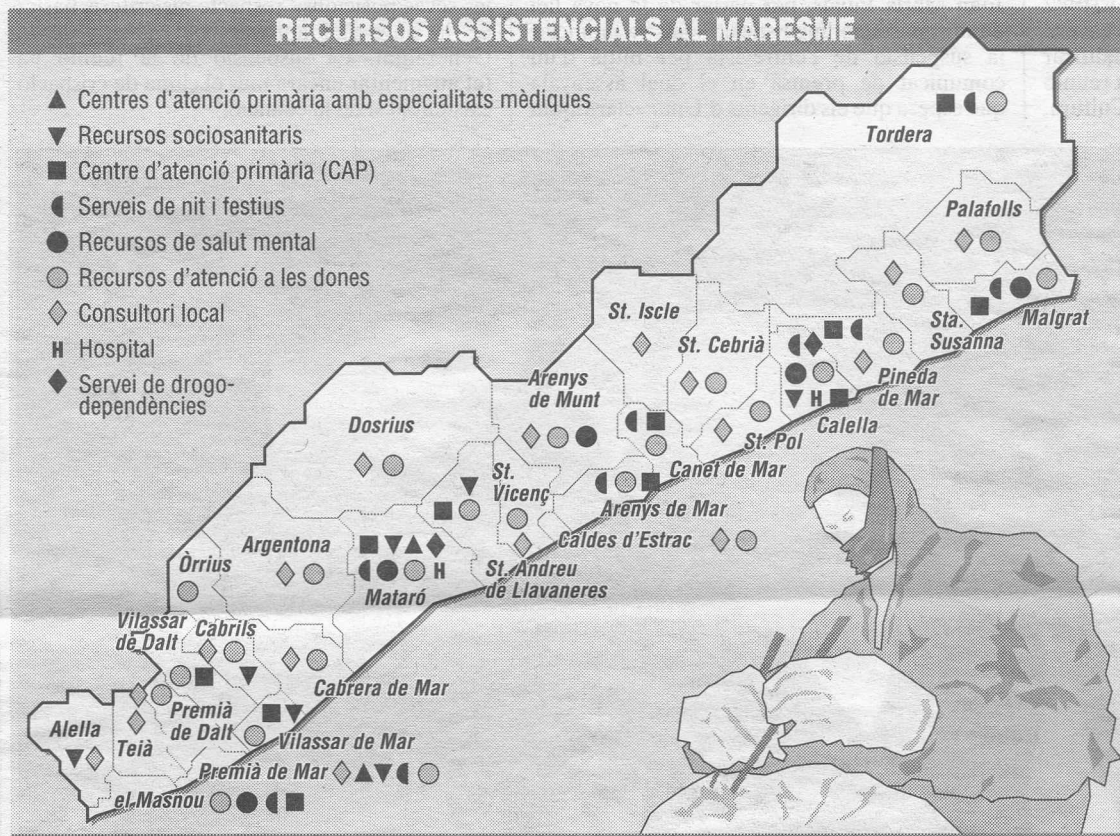 RECURSOS ASSISTENCIALS AL MARESME
Centres d'atenció primària amb especialitats mèdiques
Recursos sociosanitaris
Centre d'atenció primària (CAP)
Serveis de nit i festius
Recursos de salut mental
Recursos d'atenció a les dones
Consultori local
H Hospital
Servei de drogo-
dependències
Tordera
Palafolls
Malgrat
Sta.
Susanna
St. Iscle
St. Cebrià
Pineda
de Mar
H
Calella
St. Pol
Arenys
de Munt
Canet de Mar
Arenys de Mar
Dosrius
St.
Vicenç
Caldes d'Estrac
St. Andreu
de Llavaneres
Argentona
H
Mataró
Òrrius
Vilassar
de Dalt
Cabrils
Cabrera de Mar
Premià
de Dalt
Vilassar de Mar
Alella
Teià
Premià de Mar
el Masnou